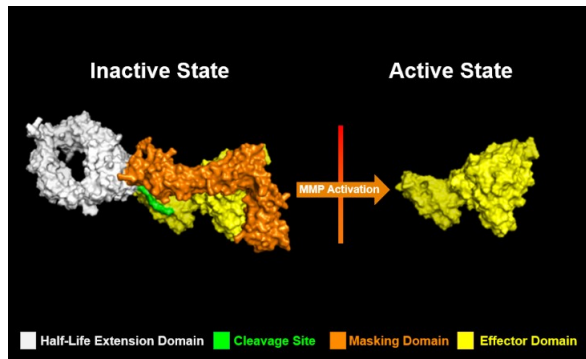 Inactive State
Active State
MMP Activation
Half-Life Extension Domain
Cleavage Site
Masking Domain
Effector Domain